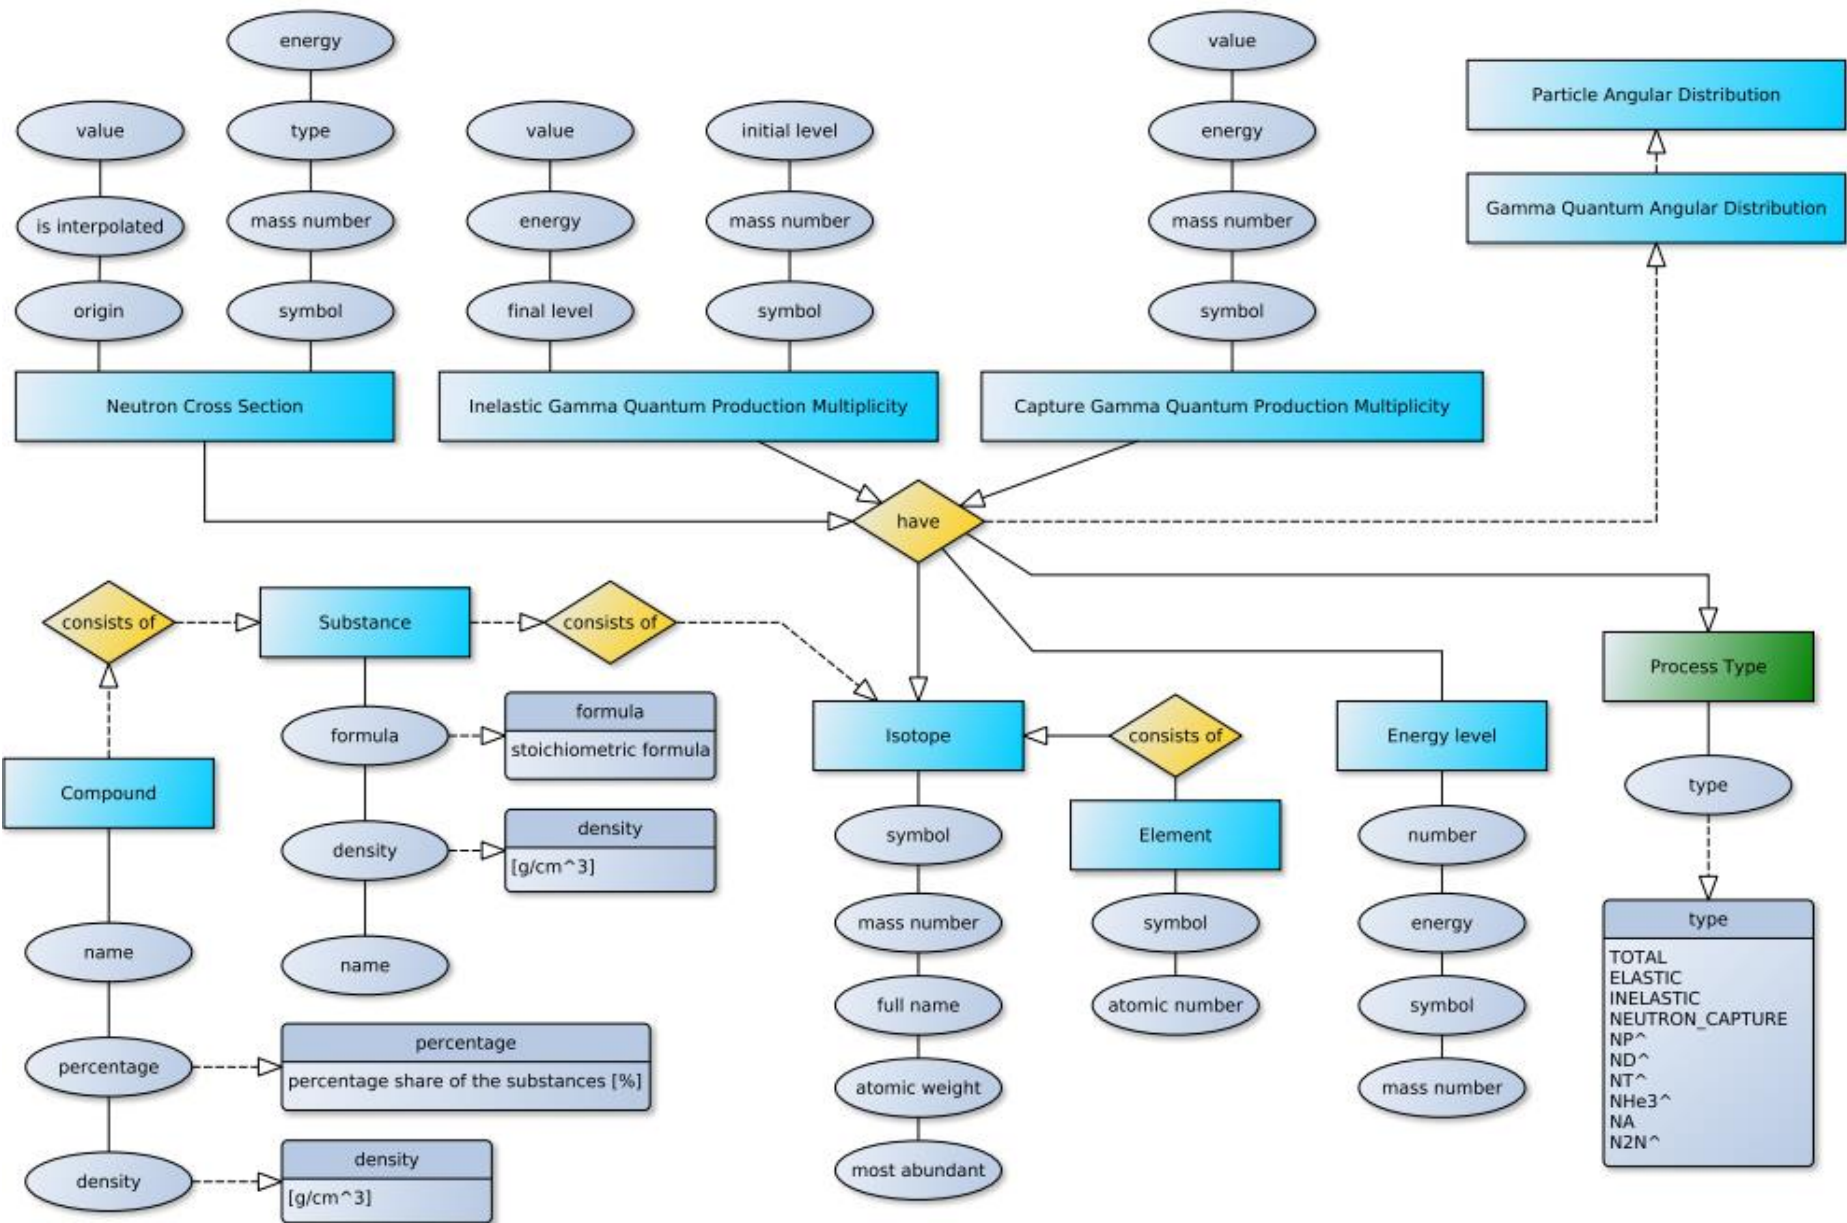 energy
value
value
type
value
initial level
energy
Particle Angular Distribution
is interpolated
mass number
energy
mass number
mass number
Gamma Quantum Angular Distribution
origin
symbol
final level
symbol
symbol
Neutron Cross Section
Inelastic Gamma Quantum Production Multiplicity
Capture Gamma Quantum Production Multiplicity
have
consists of
Substance
consists of
Process Type
formula
stoichiometric formula
formula
Isotope
consists of
Energy level
Compound
type
density
[g/cm^3]
density
symbol
Element
number
name
name
mass number
symbol
energy
type
TOTAL
ELASTIC
INELASTIC
NEUTRON_CAPTURE
NP^
ND^
NT^
NHe3^
NA
N2N^
full name
atomic number
symbol
percentage
percentage
percentage share of the substances [%]
atomic weight
mass number
density
density
[g/cm^3]
most abundant